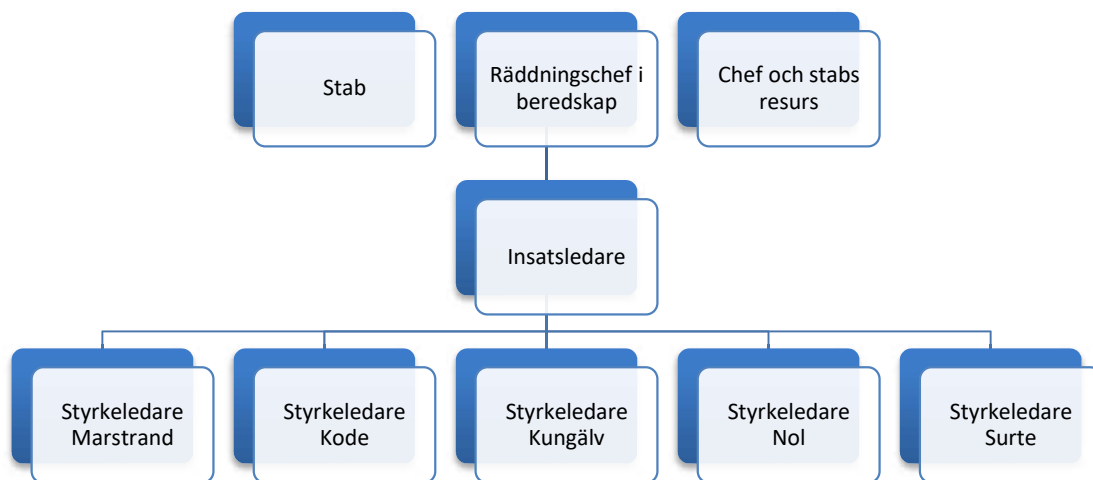 Stab
Räddningschef i
beredskap
Chef och stabs
resurs
Insatsledare
Styrkeledare
Marstrand
Styrkeledare
Kode
Styrkeledare
Kungälv
Styrkeledare
Nol
Styrkeledare
Surte